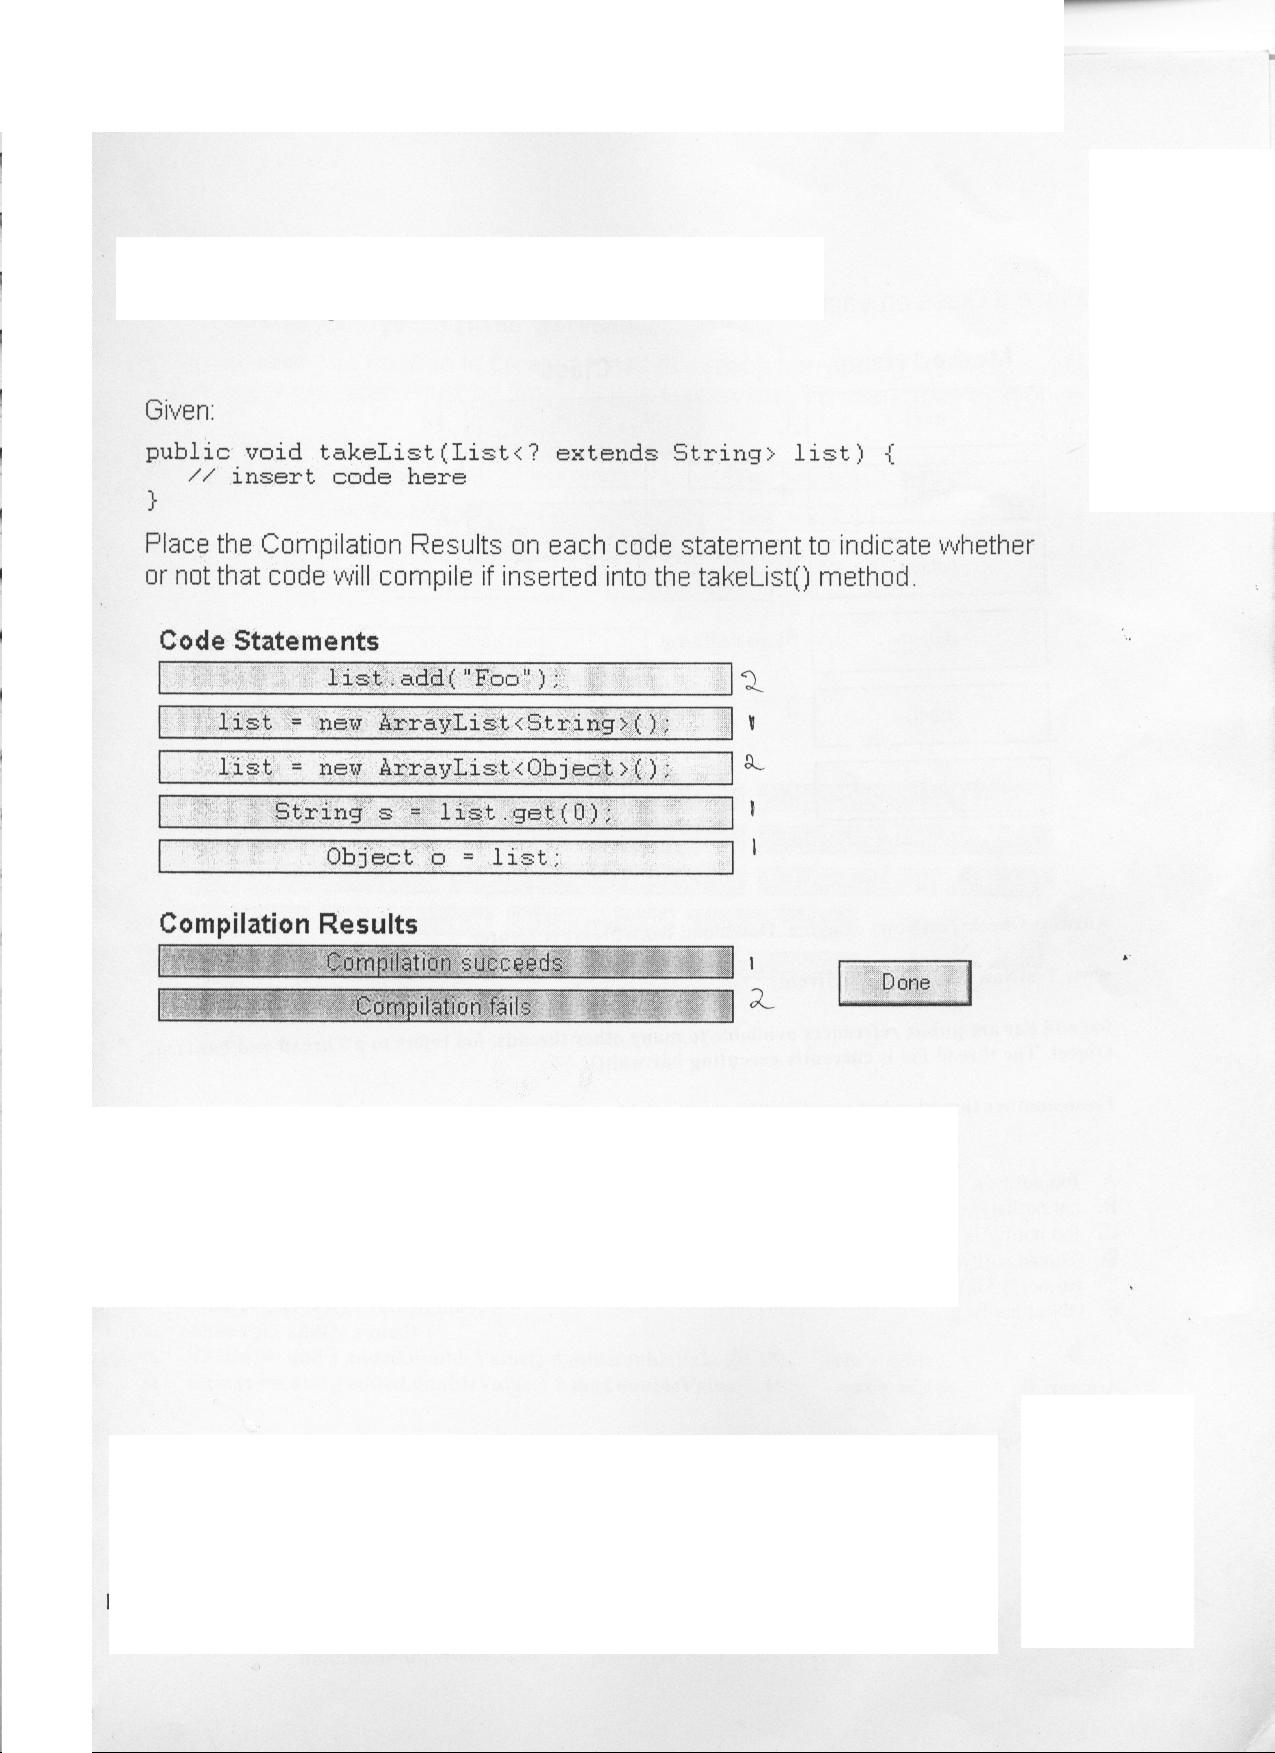 Given:
public void takeList(List<? extends String> list) {
// insert code here
}
Place the Compilation Results on each code statement to indicate whether
or not that code will compile if inserted into the takeList() method.
Code Statements
list.add("Foo"); 2
list = new ArrayList<String>(); 1
list = new ArrayList<Object>(); 2
String s = list.get(0); 1
Object o = list; 1
Compilation Results
Compilation succeeds 1
Done
Compilation fails 2